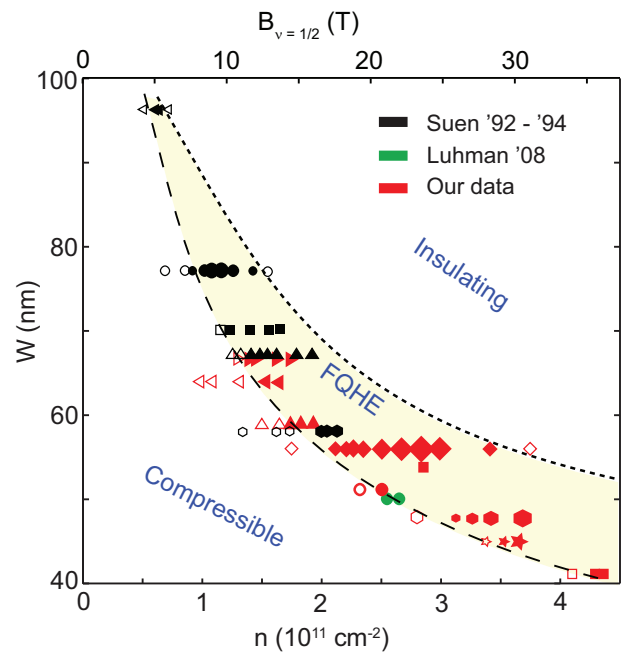 B ν = 1/2 (T)
0 10 20 30
100
80
60
40
W (nm)
Suen '92 - '94
Luhman '08
Our data
Insulating
FQHE
Compressible
0 1 2 3 4
n (10¹¹ cm⁻²)